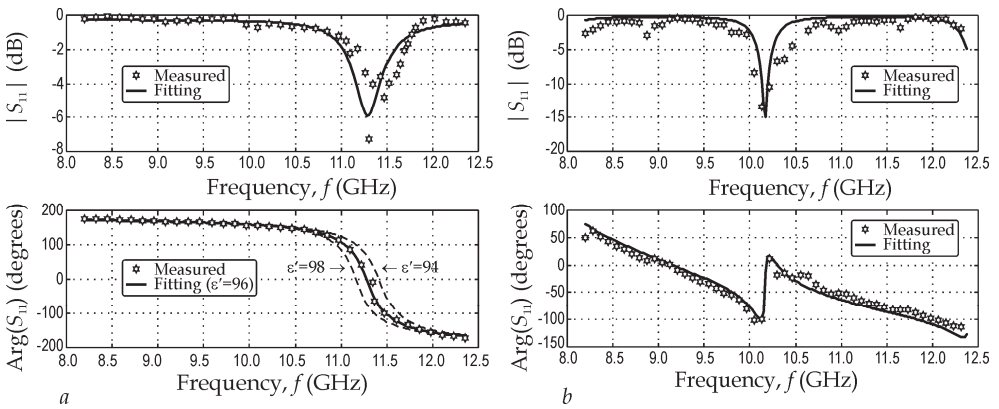 0
-2
-4
-6
-8
| S₁₁ | (dB)
Measured
Fitting
8.0 8.5 9.0 9.5 10.0 10.5 11.0 11.5 12.0 12.5
Frequency, f (GHz)
200
100
0
-100
-200
Arg(S₁₁) (degrees)
Measured
Fitting (ε′=96)
ε′=98
ε′=94
8.0 8.5 9.0 9.5 10.0 10.5 11.0 11.5 12.0 12.5
Frequency, f (GHz)
a
0
-5
-10
-15
-20
| S₁₁ | (dB)
Measured
Fitting
8.0 8.5 9.0 9.5 10.0 10.5 11.0 11.5 12.0 12.5
Frequency, f (GHz)
100
50
0
-50
-100
-150
Arg(S₁₁) (degrees)
Measured
Fitting
8.0 8.5 9.0 9.5 10.0 10.5 11.0 11.5 12.0 12.5
Frequency, f (GHz)
b